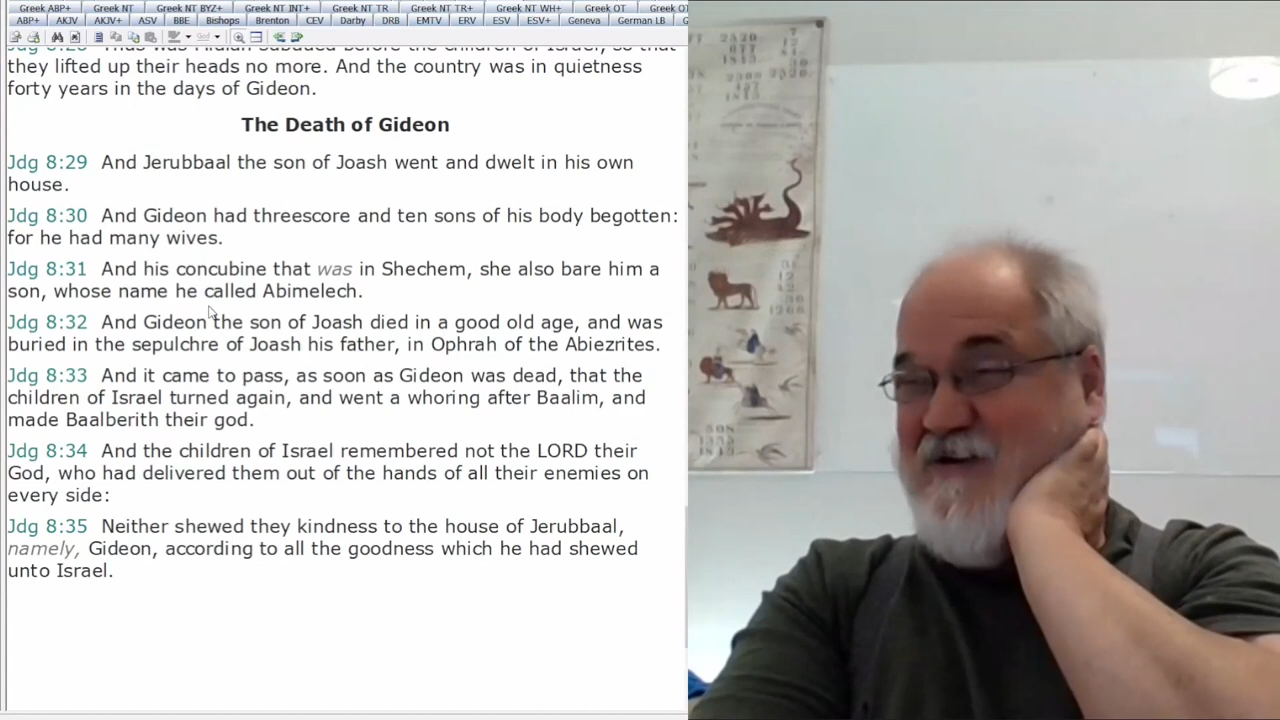 Greek ABP+ Greek NT Greek NT BYZ+ Greek NT INT+ Greek NT TR Greek NT TR+ Greek NT WH+ Greek OT Greek
ABP+ AKJV AKJV+ ASV BBE Bishops Brenton CEV Darby DRB EMTV ERV ESV ESV+ Geneva German LB
they lifted up their heads no more. And the country was in quietness
forty years in the days of Gideon.
The Death of Gideon
Jdg 8:29 And Jerubbaal the son of Joash went and dwelt in his own
house.
Jdg 8:30 And Gideon had threescore and ten sons of his body begotten:
for he had many wives.
Jdg 8:31 And his concubine that was in Shechem, she also bare him a
son, whose name he called Abimelech.
Jdg 8:32 And Gideon the son of Joash died in a good old age, and was
buried in the sepulchre of Joash his father, in Ophrah of the Abiezrites.
Jdg 8:33 And it came to pass, as soon as Gideon was dead, that the
children of Israel turned again, and went a whoring after Baalim, and
made Baalberith their god.
Jdg 8:34 And the children of Israel remembered not the LORD their
God, who had delivered them out of the hands of all their enemies on
every side:
Jdg 8:35 Neither shewed they kindness to the house of Jerubbaal,
namely, Gideon, according to all the goodness which he had shewed
unto Israel.
2520